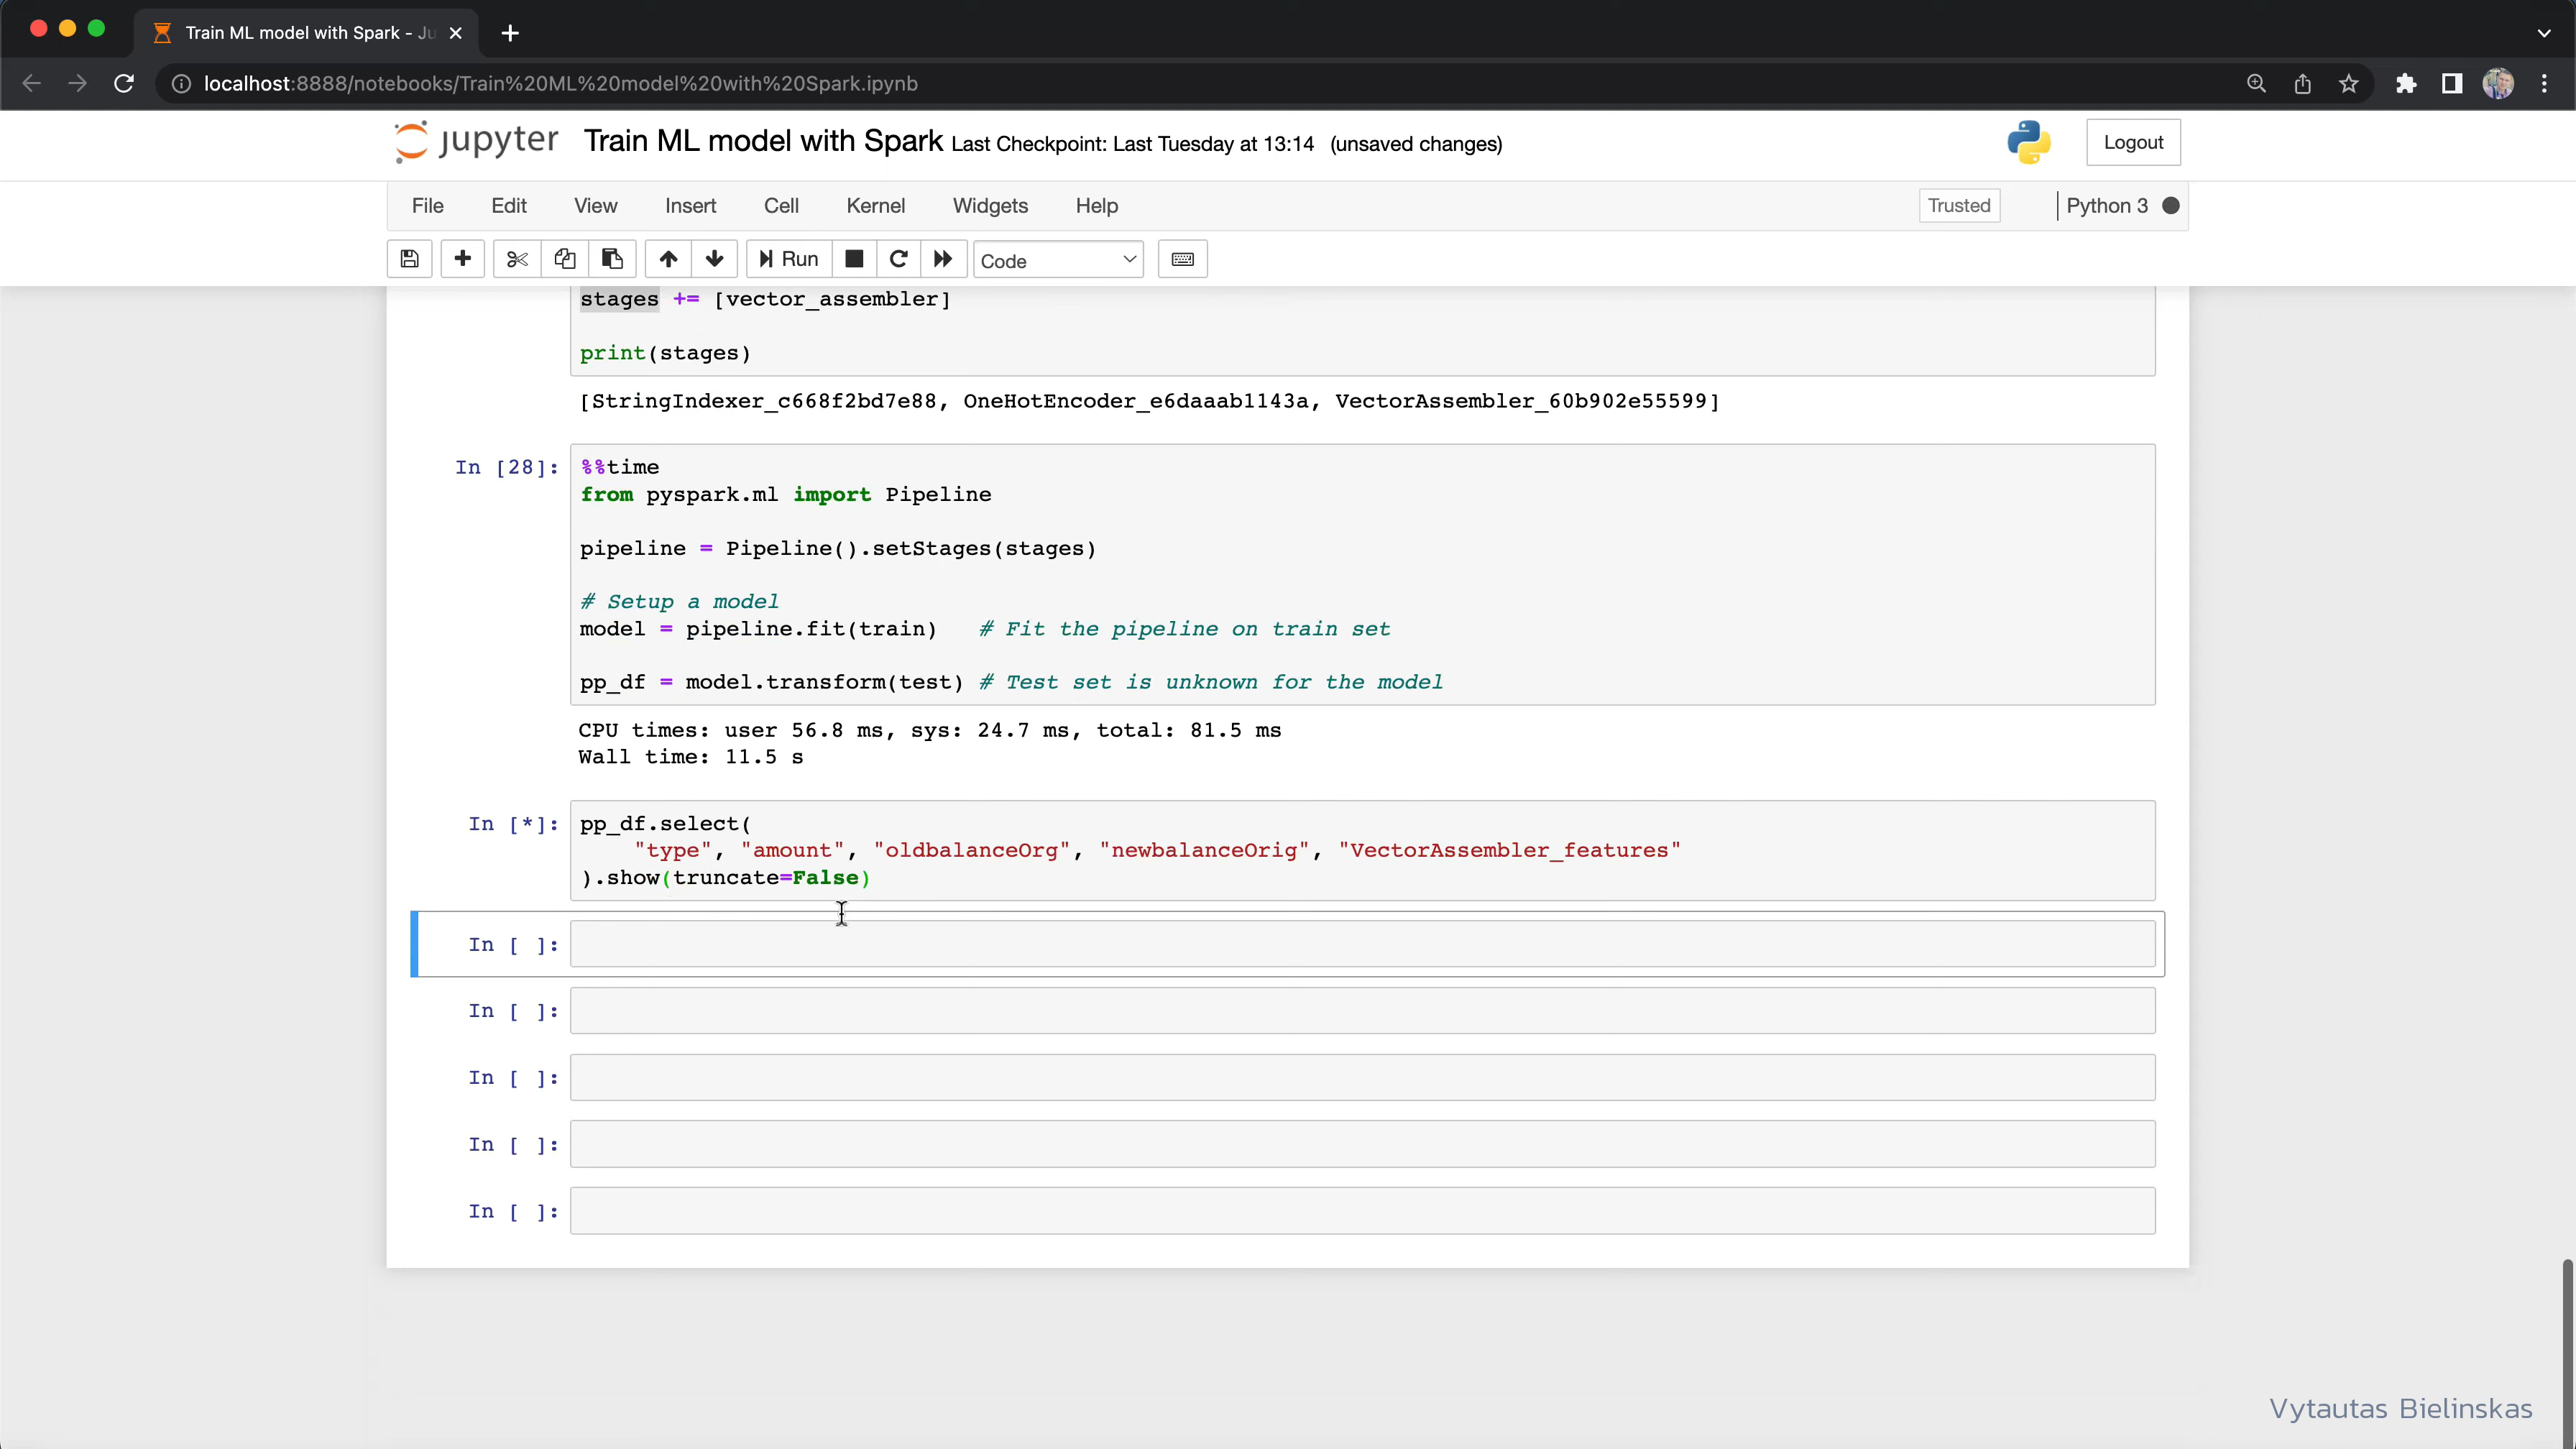 Train ML model with Spark - Ju
localhost:8888/notebooks/Train%20ML%20model%20with%20Spark.ipynb
jupyter Train ML model with Spark Last Checkpoint: Last Tuesday at 13:14 (unsaved changes)
Logout
File Edit View Insert Cell Kernel Widgets Help Trusted Python 3
Run Code
stages += [vector_assembler]
print(stages)
[StringIndexer_c668f2bd7e88, OneHotEncoder_e6daaab1143a, VectorAssembler_60b902e55599]
In [28]: %%time
from pyspark.ml import Pipeline
pipeline = Pipeline().setStages(stages)
# Setup a model
model = pipeline.fit(train) # Fit the pipeline on train set
pp_df = model.transform(test) # Test set is unknown for the model
CPU times: user 56.8 ms, sys: 24.7 ms, total: 81.5 ms
Wall time: 11.5 s
In [*]: pp_df.select(
"type", "amount", "oldbalanceOrg", "newbalanceOrig", "VectorAssembler_features"
).show(truncate=False)
In [ ]:
In [ ]:
In [ ]:
In [ ]:
In [ ]:
Vytautas Bielinskas